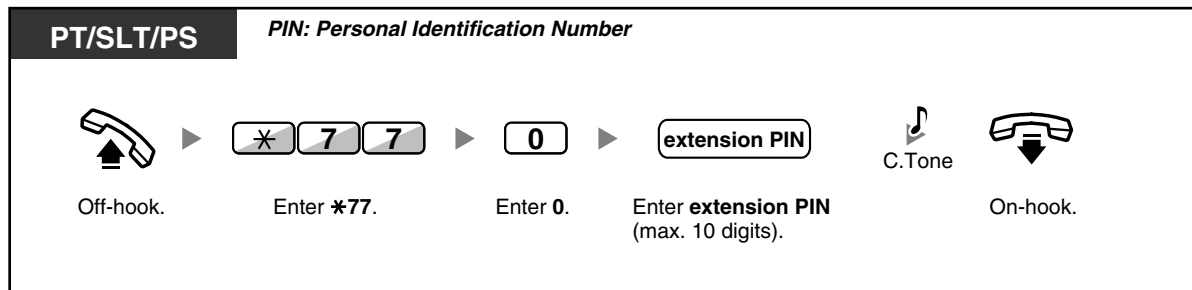 PT/SLT/PS
PIN: Personal Identification Number
* 7 7
0
extension PIN
C.Tone
Off-hook.
Enter *77.
Enter 0.
Enter extension PIN
(max. 10 digits).
On-hook.